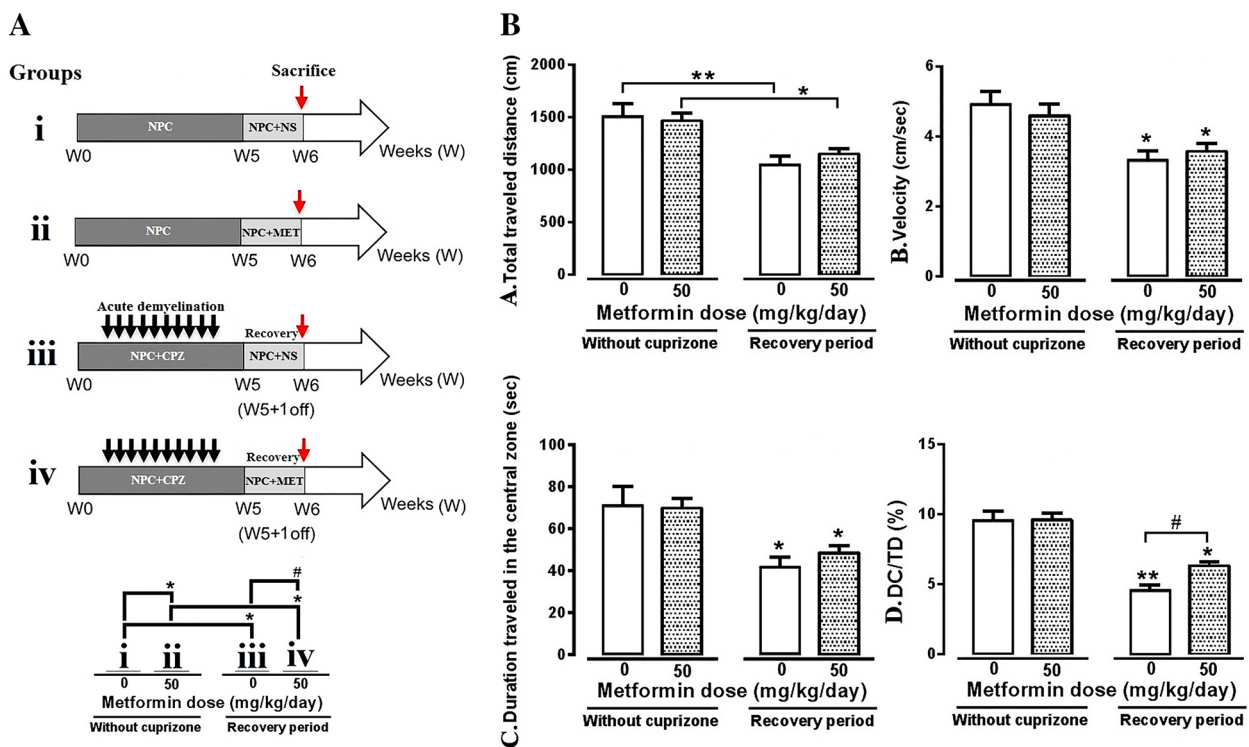 A
Groups
Sacrifice
i
NPC
NPC+NS
W0
W5
W6
Weeks (W)
ii
NPC
NPC+MET
W0
W5
W6
Weeks (W)
Acute demyelination
iii
Recovery
NPC+CPZ
NPC+NS
W0
W5
W6
Weeks (W)
(W5+1off)
iv
Recovery
NPC+CPZ
NPC+MET
W0
W5
W6
Weeks (W)
(W5+1off)
* #
* *
i ii iii iv
0 50 0 50
Metformin dose (mg/kg/day)
Without cuprizone Recovery period
B
A.Total traveled distance (cm)
2000
1500
1000
500
0
**
*
0 50 0 50
Metformin dose (mg/kg/day)
Without cuprizone Recovery period
B.Velocity (cm/sec)
6
4
2
0
* *
0 50 0 50
Metformin dose (mg/kg/day)
Without cuprizone Recovery period
C.Duration traveled in the central zone (sec)
100
80
60
40
20
0
* *
0 50 0 50
Metformin dose (mg/kg/day)
Without cuprizone Recovery period
D.DC/TD (%)
15
10
5
0
#
** *
0 50 0 50
Metformin dose (mg/kg/day)
Without cuprizone Recovery period